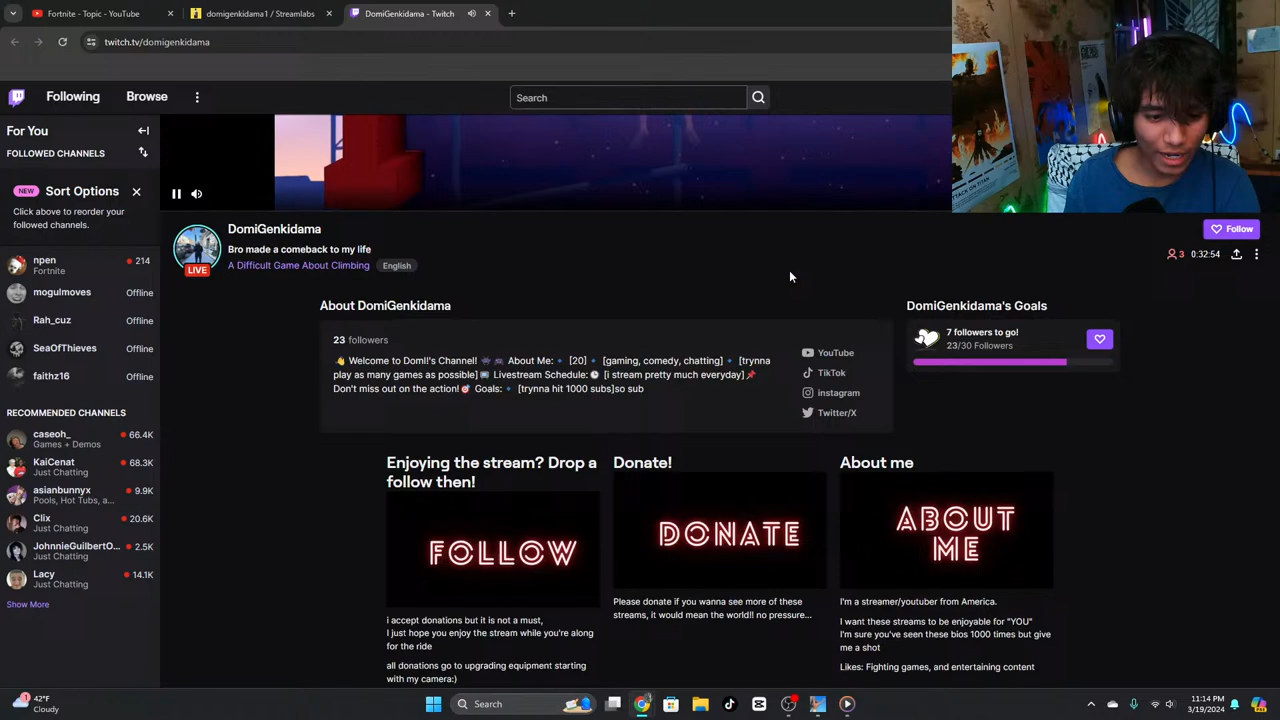 Fortnite - Topic - YouTube
domigenkidama1 / Streamlabs
DomiGenkidama - Twitch
twitch.tv/domigenkidama
Following
Browse
Search
For You
FOLLOWED CHANNELS
NEW Sort Options
Click above to reorder your
followed channels.
npen
214
Fortnite
mogulmoves
Offline
Rah_cuz
Offline
SeaOfThieves
Offline
faithz16
Offline
RECOMMENDED CHANNELS
caseoh_
66.4K
Games + Demos
KaiCenat
68.3K
Just Chatting
asianbunnyx
9.9K
Pools, Hot Tubs, a...
Clix
20.6K
Just Chatting
JohnnieGuilbertO...
2.5K
Just Chatting
Lacy
14.1K
Just Chatting
Show More
LIVE
DomiGenkidama
Bro made a comeback to my life
A Difficult Game About Climbing
English
Follow
3
0:32:54
ATTACK ON TITAN
About DomiGenkidama
23 followers
👋 Welcome to Dom!!'s Channel! 👾 🎮 About Me: 🔹 [20] 🔹 [gaming, comedy, chatting] 🔹 [trynna
play as many games as possible]📅 Livestream Schedule:🕒 [i stream pretty much everyday]📌
Don't miss out on the action!🎯 Goals: 🔹 [trynna hit 1000 subs]so sub
YouTube
TikTok
instagram
Twitter/X
DomiGenkidama's Goals
7 followers to go!
23/30 Followers
Enjoying the stream? Drop a
follow then!
FOLLOW
i accept donations but it is not a must,
I just hope you enjoy the stream while you're along
for the ride
all donations go to upgrading equipment starting
with my camera:)
Donate!
DONATE
Please donate if you wanna see more of these
streams, it would mean the world!! no pressure...
About me
ABOUT
ME
I'm a streamer/youtuber from America.
I want these streams to be enjoyable for "YOU"
I'm sure you've seen these bios 1000 times but give
me a shot
Likes: Fighting games, and entertaining content
1
42°F
Cloudy
Search
11:14 PM
3/19/2024